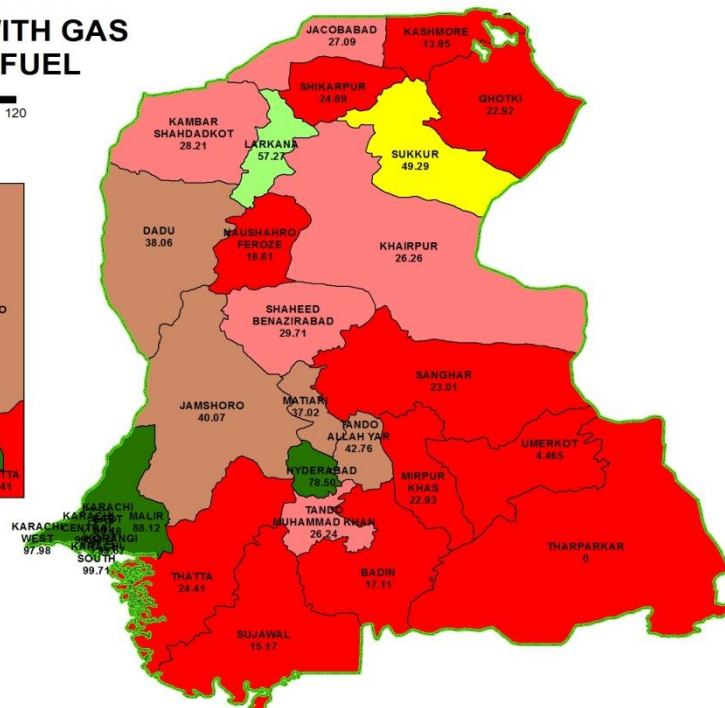 WITH GAS
FUEL
120
JACOBABAD
27.09
KASHMORE
13.95
SHIKARPUR
24.89
GHOTKI
22.92
KAMBAR
SHAHDADKOT
28.21
LARKANA
57.27
SUKKUR
49.29
DADU
38.06
NAUSHAHRO
FEROZE
18.61
KHAIRPUR
26.26
SHAHEED
BENAZIRABAD
29.71
SANGHAR
23.01
JAMSHORO
40.07
MATIARI
37.02
TANDO
ALLAH YAR
42.76
UMERKOT
4.465
HYDERABAD
78.50
MIRPUR
KHAS
22.93
KARACHI
MALIR
88.12
KARACHI
WEST
97.98
KARACHI
SOUTH
99.71
TANDO
MUHAMMAD KHAN
26.24
THARPARKAR
0
THATTA
24.41
BADIN
17.11
SUJAWAL
15.17